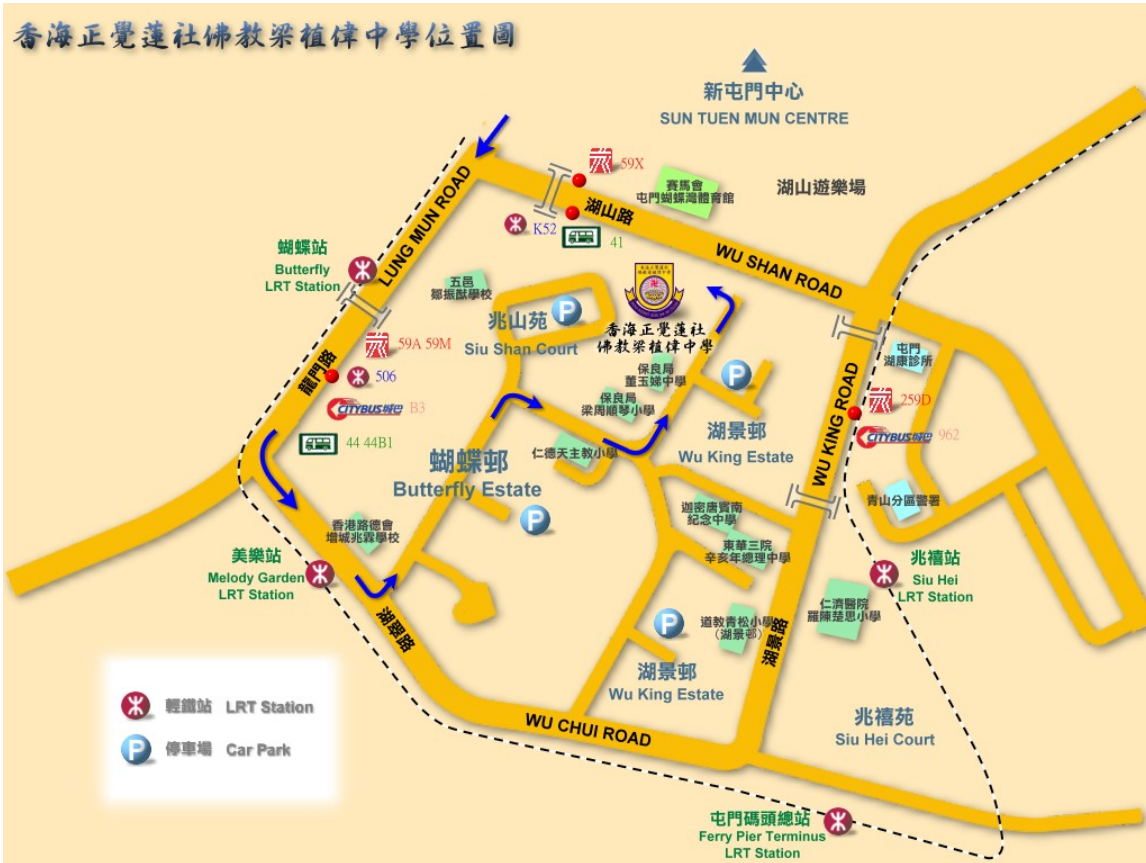 香海正覺蓮社佛教梁植偉中學位置圖
新屯門中心
SUN TUEN MUN CENTRE
59X
賽馬會
屯門蝴蝶灣體育館
湖山遊樂場
湖山路
K52
41
WU SHAN ROAD
LUNG MUN ROAD
蝴蝶站
Butterfly
LRT Station
五邑
鄒振猷學校
兆山苑
Siu Shan Court
P
香海正覺蓮社
佛教梁植偉中學
59A 59M
龍門路
506
CITYBUS 城巴 B3
44 44B1
保良局
董玉娣中學
保良局
梁周順琴小學
P
屯門
湖康診所
WU KING ROAD
259D
CITYBUS 城巴 962
湖景邨
Wu King Estate
仁德天主教小學
蝴蝶邨
Butterfly Estate
P
青山分區警署
迦密唐賓南
紀念中學
香港路德會
增城兆霖學校
東華三院
辛亥年總理中學
美樂站
Melody Garden
LRT Station
兆禧站
Siu Hei
LRT Station
仁濟醫院
羅陳楚思小學
P
道教青松小學
(湖景邨)
湖景路
湖翠路
湖景邨
Wu King Estate
WU CHUI ROAD
兆禧苑
Siu Hei Court
輕鐵站 LRT Station
P 停車場 Car Park
屯門碼頭總站
Ferry Pier Terminus
LRT Station